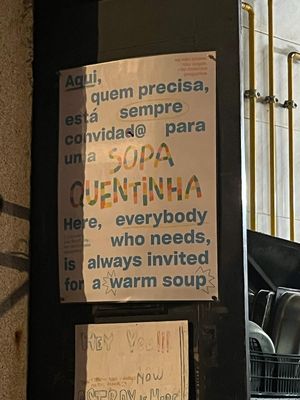 Aqui,
quem precisa,
está sempre
convidad@ para
uma SOPA
QUENTINHA
Here, everybody
who needs,
is always invited
for a warm soup
HEY YOU!!!
NOW